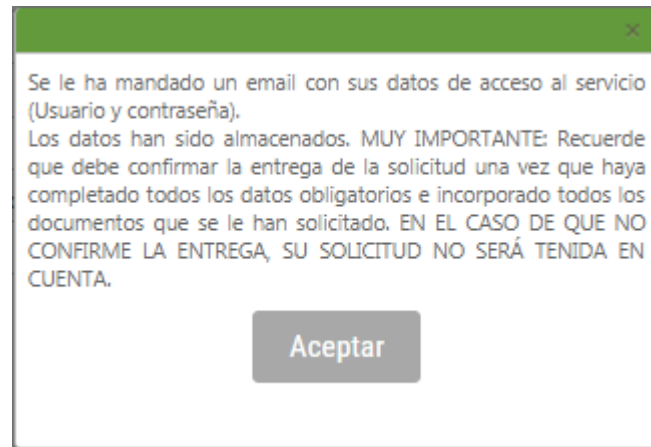 Se le ha mandado un email con sus datos de acceso al servicio
(Usuario y contraseña).
Los datos han sido almacenados. MUY IMPORTANTE: Recuerde
que debe confirmar la entrega de la solicitud una vez que haya
completado todos los datos obligatorios e incorporado todos los
documentos que se le han solicitado. EN EL CASO DE QUE NO
CONFIRME LA ENTREGA, SU SOLICITUD NO SERÁ TENIDA EN
CUENTA.
Aceptar